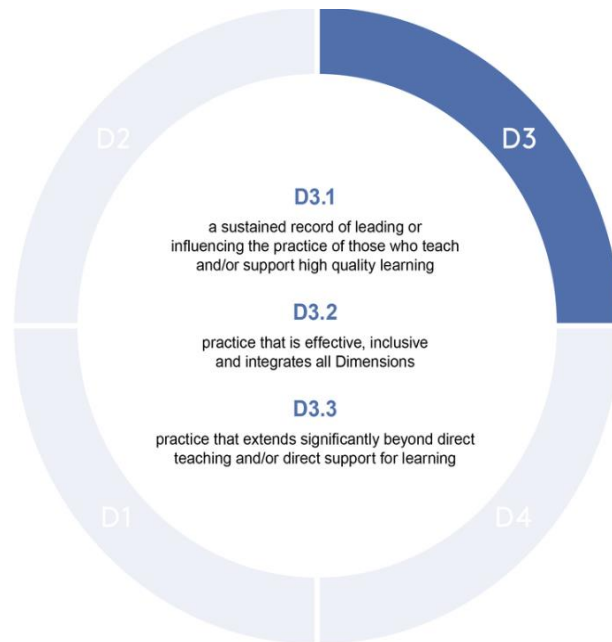 D2
D3
D3.1
a sustained record of leading or
influencing the practice of those who teach
and/or support high quality learning
D3.2
practice that is effective, inclusive
and integrates all Dimensions
D3.3
practice that extends significantly beyond direct
teaching and/or direct support for learning
D1
D4